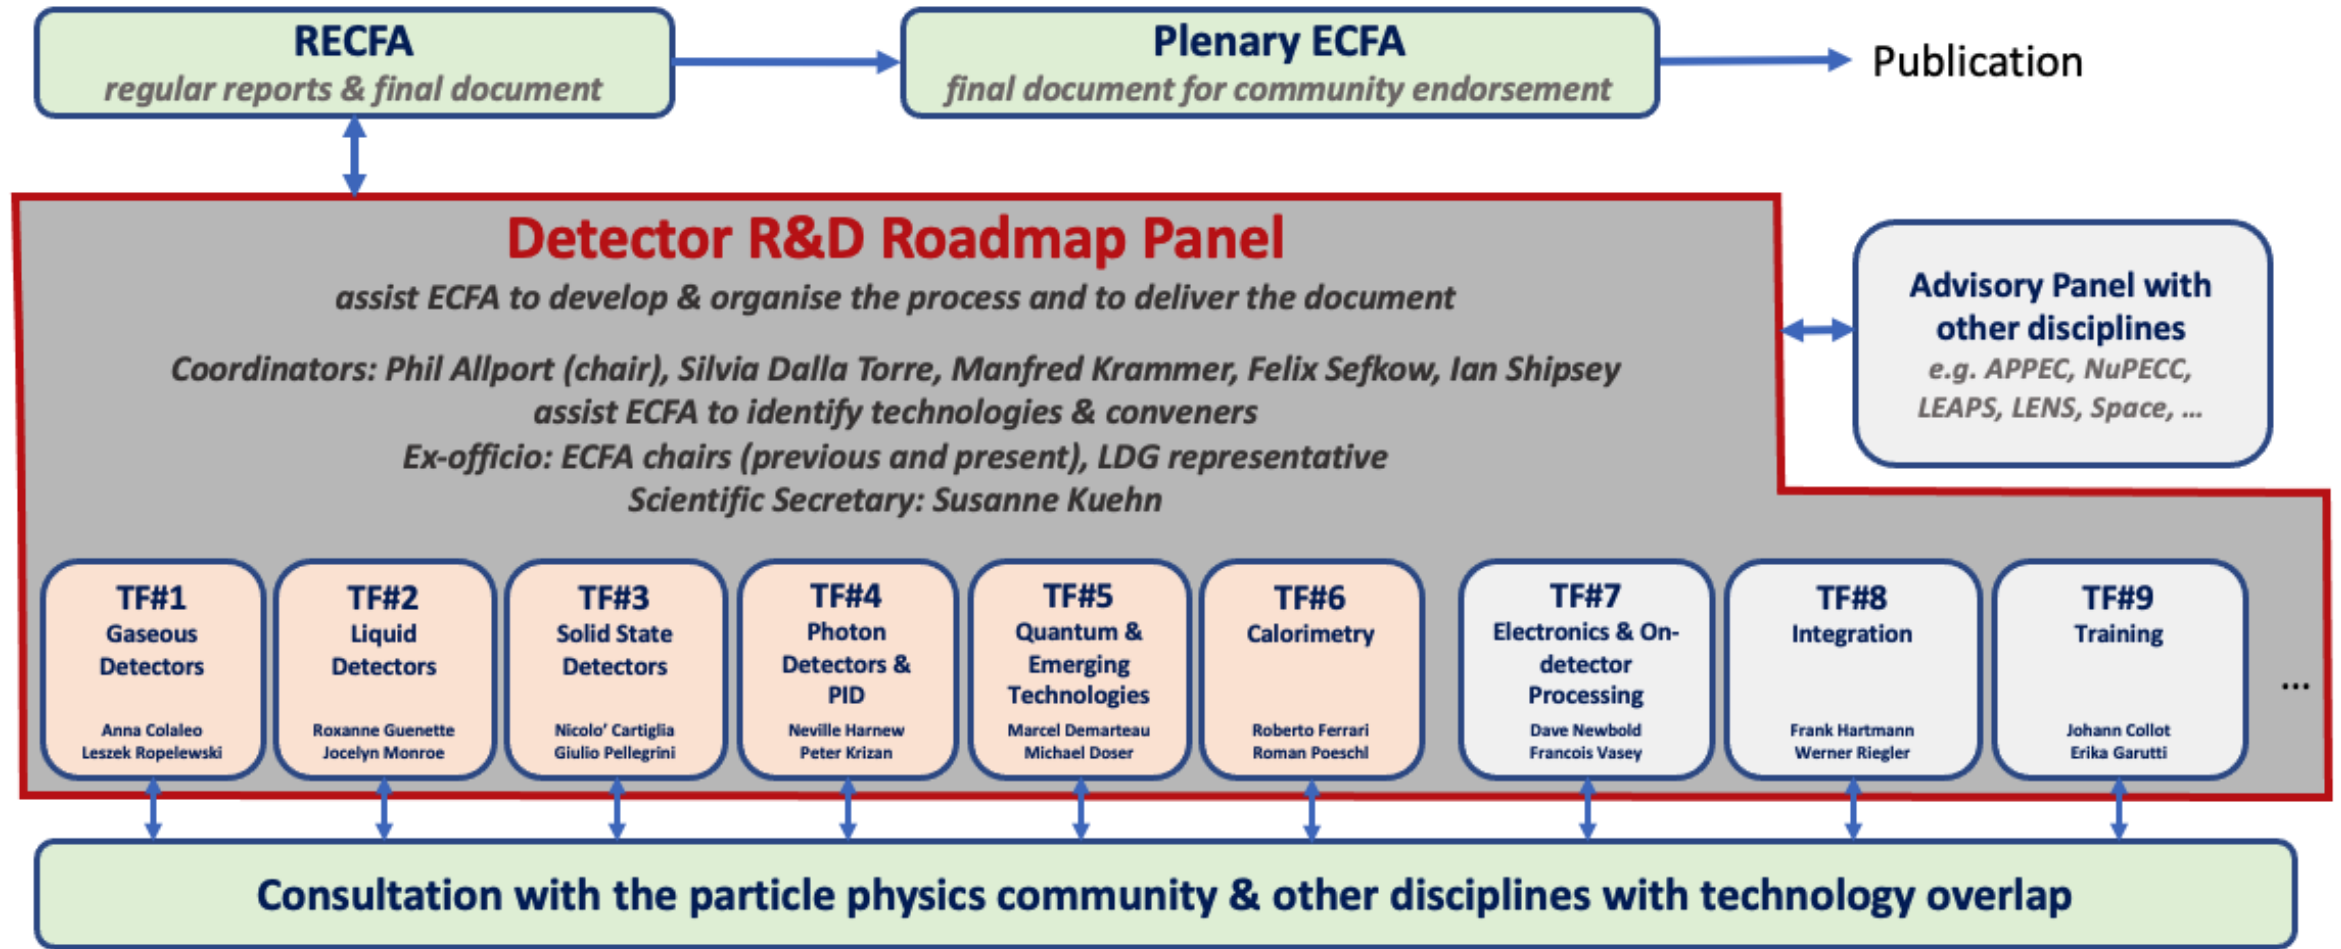 RECFA
regular reports & final document
Plenary ECFA
final document for community endorsement
Publication
Detector R&D Roadmap Panel
assist ECFA to develop & organise the process and to deliver the document
Coordinators: Phil Allport (chair), Silvia Dalla Torre, Manfred Krammer, Felix Sefkow, Ian Shipsey
assist ECFA to identify technologies & conveners
Ex-officio: ECFA chairs (previous and present), LDG representative
Scientific Secretary: Susanne Kuehn
Advisory Panel with
other disciplines
e.g. APPEC, NuPECC,
LEAPS, LENS, Space, ...
TF#1
Gaseous
Detectors
Anna Colaleo
Leszek Ropelewski
TF#2
Liquid
Detectors
Roxanne Guenette
Jocelyn Monroe
TF#3
Solid State
Detectors
Nicolo’ Cartiglia
Giulio Pellegrini
TF#4
Photon
Detectors &
PID
Neville Harnew
Peter Krizan
TF#5
Quantum &
Emerging
Technologies
Marcel Demarteau
Michael Doser
TF#6
Calorimetry
Roberto Ferrari
Roman Poeschl
TF#7
Electronics & On-
detector
Processing
Dave Newbold
Francois Vasey
TF#8
Integration
Frank Hartmann
Werner Riegler
TF#9
Training
Johann Collot
Erika Garutti
...
Consultation with the particle physics community & other disciplines with technology overlap